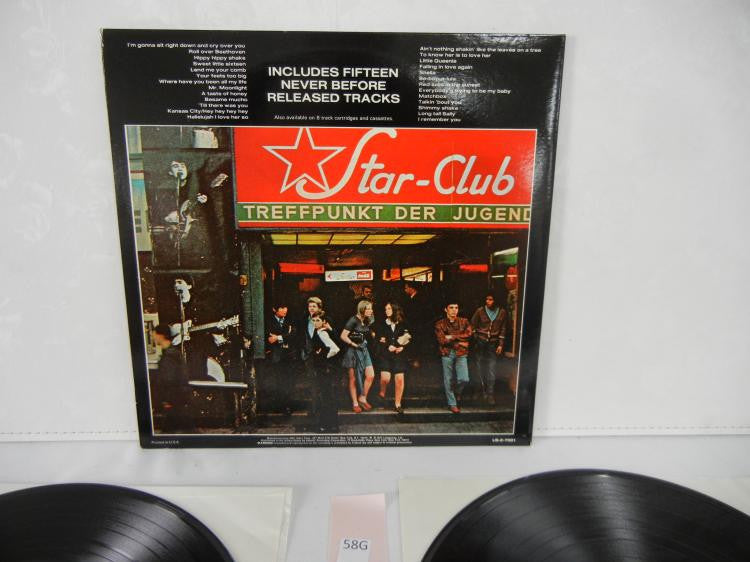 I'm gonna sit right down and cry over you
Roll over Beethoven
Hippy hippy shake
Sweet little sixteen
Lend me your comb
Your feets too big
Where have you been all my life
Mr. Moonlight
A taste of honey
Besame mucho
'Till there was you
Kansas City/Hey hey hey hey
Hallelujah I love her so
INCLUDES FIFTEEN
NEVER BEFORE
RELEASED TRACKS
Also available on 8 track cartridges and cassettes.
Ain't nothing shakin' like the leaves on a tree
To know her is to love her
Little Queenie
Falling in love again
Sheila
Be-bop-a-lula
Red sails in the sunset
Everybody's trying to be my baby
Matchbox
Talkin 'bout you
Shimmy shake
Long tall Sally
I remember you
Star-Club
TREFFPUNKT DER JUGEND
Printed in U.S.A.
LS-2-7001
58G